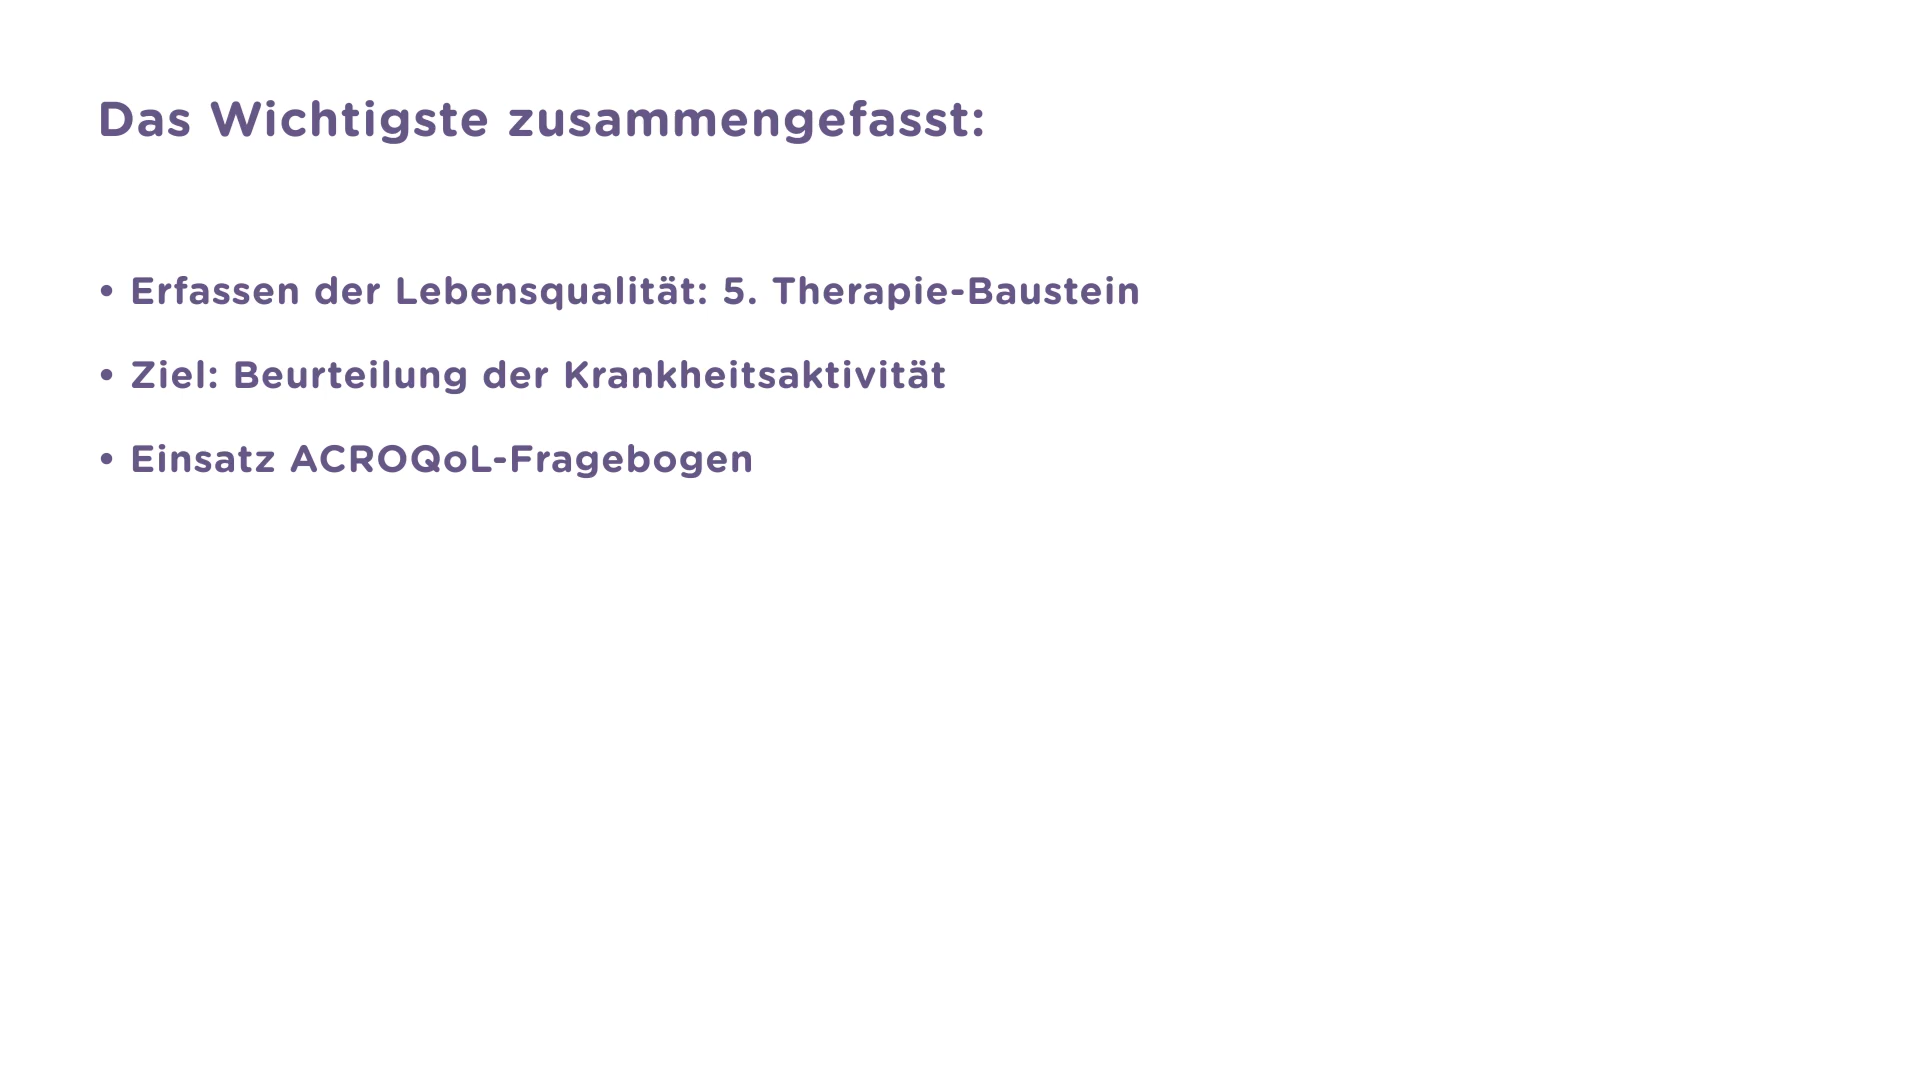 Das Wichtigste zusammengefasst:
• Erfassen der Lebensqualität: 5. Therapie-Baustein
• Ziel: Beurteilung der Krankheitsaktivität
• Einsatz ACROQoL-Fragebogen